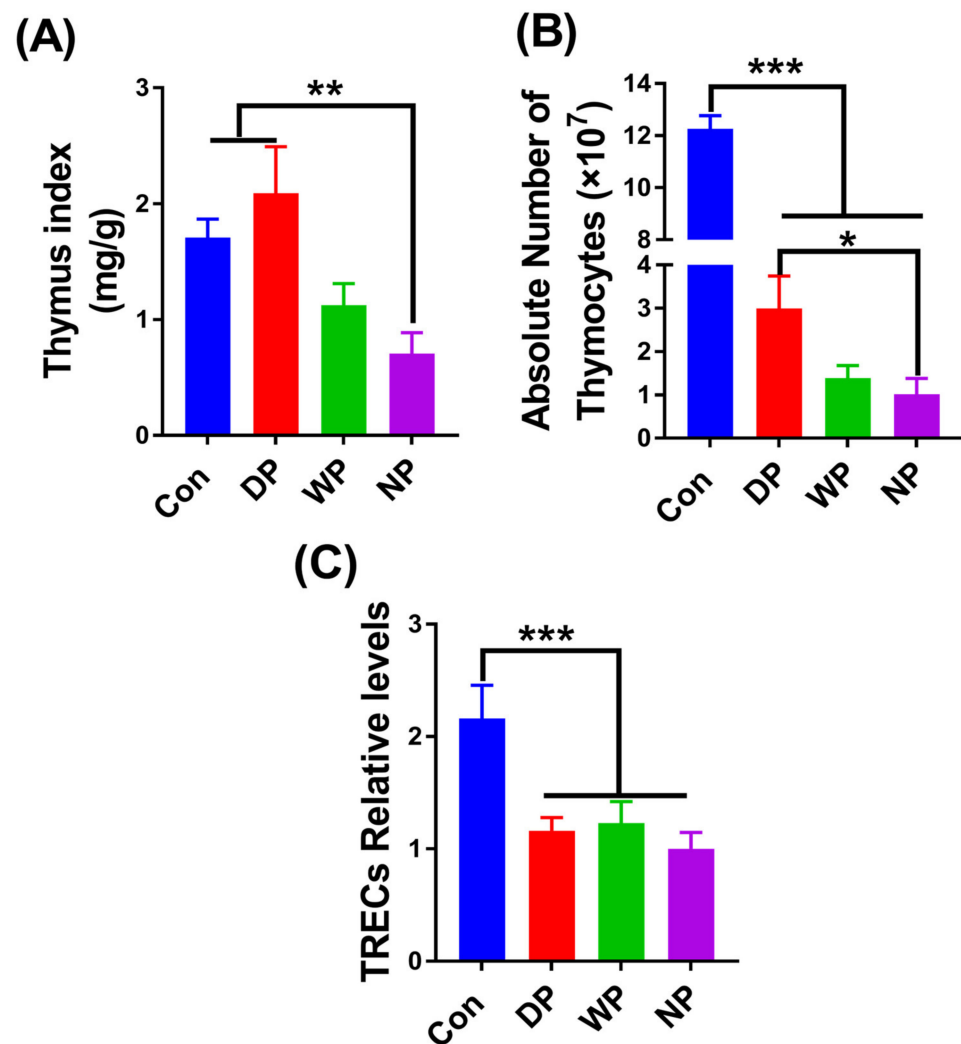 (A)
Thymus index
(mg/g)
3
2
1
0
**
Con
DP
WP
NP
(B)
Absolute Number of
Thymocytes (×10⁷)
14
12
10
8
4
3
2
1
0
***
*
Con
DP
WP
NP
(C)
TRECs Relative levels
3
2
1
0
***
Con
DP
WP
NP